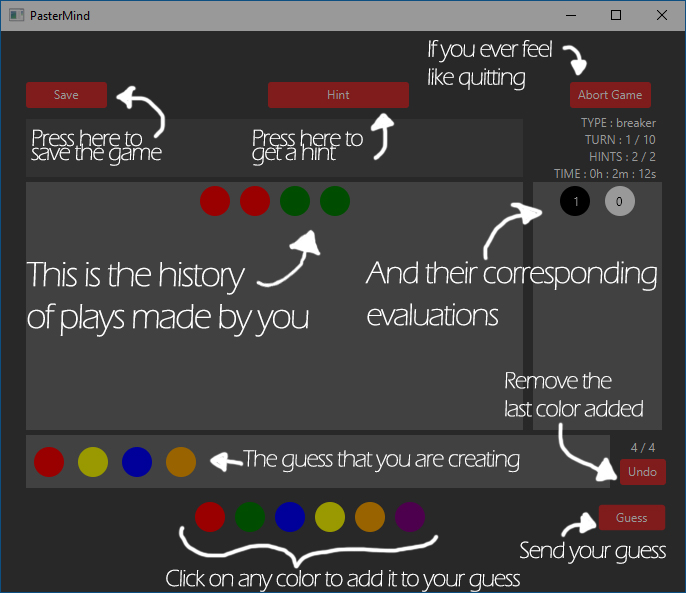 PasterMind
If you ever feel
like quitting
Save
Hint
Abort Game
Press here to
save the game
Press here to
get a hint
TYPE : breaker
TURN : 1 / 10
HINTS : 2 / 2
TIME : 0h : 2m : 12s
1
0
This is the history
of plays made by you
And their corresponding
evaluations
Remove the
last color added
4 / 4
The guess that you are creating
Undo
Guess
Send your guess
Click on any color to add it to your guess